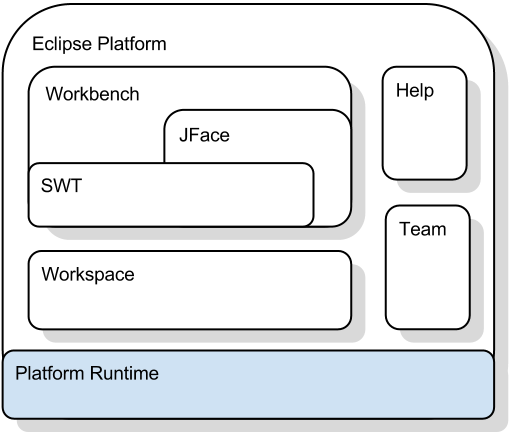 Eclipse Platform
Workbench
Help
JFace
SWT
Team
Workspace
Platform Runtime